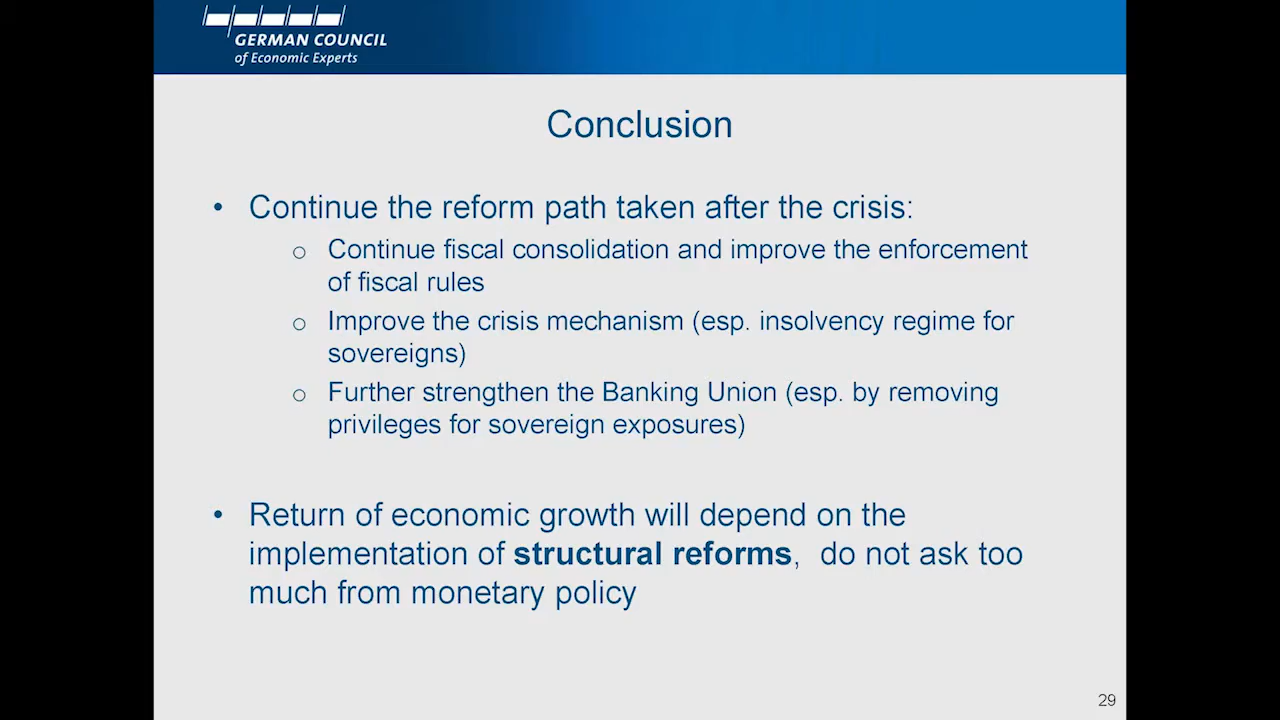 GERMAN COUNCIL
of Economic Experts
Conclusion
• Continue the reform path taken after the crisis:
o Continue fiscal consolidation and improve the enforcement
of fiscal rules
o Improve the crisis mechanism (esp. insolvency regime for
sovereigns)
o Further strengthen the Banking Union (esp. by removing
privileges for sovereign exposures)
• Return of economic growth will depend on the
implementation of structural reforms, do not ask too
much from monetary policy
29